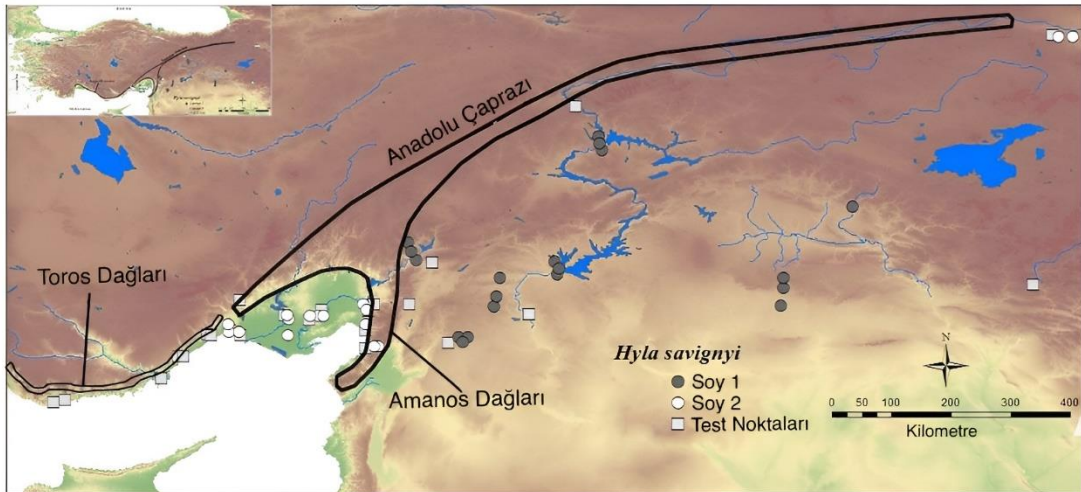 Anadolu Çaprazı
Toros Dağları
Amanos Dağları
Hyla savignyi
Soy 1
Soy 2
Test Noktaları
N
0 50 100 200 300 400
Kilometre